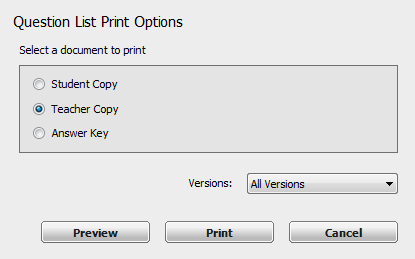 Question List Print Options
Select a document to print
Student Copy
Teacher Copy
Answer Key
Versions: All Versions
Preview Print Cancel